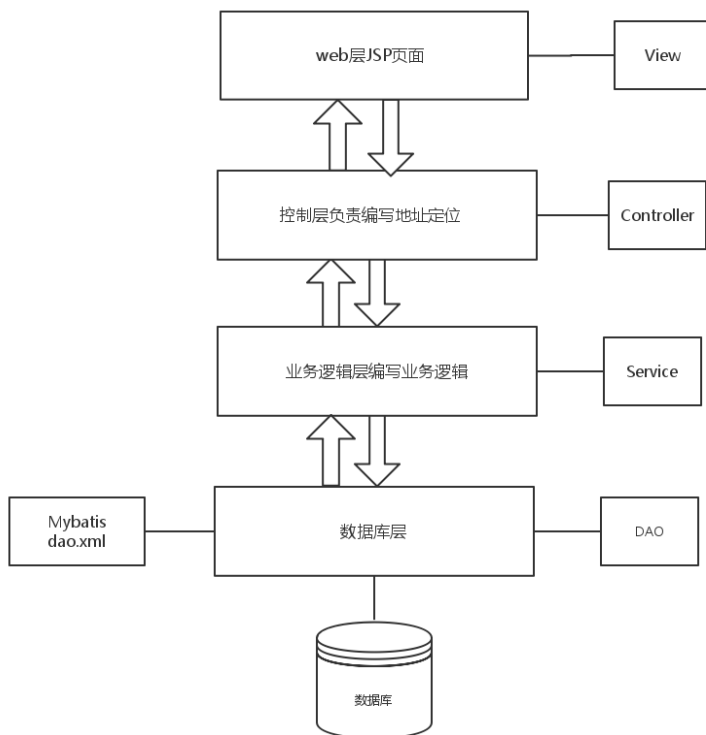 web层JSP页面
View
控制层负责编写地址定位
Controller
业务逻辑层编写业务逻辑
Service
Mybatis
dao.xml
数据库层
DAO
数据库